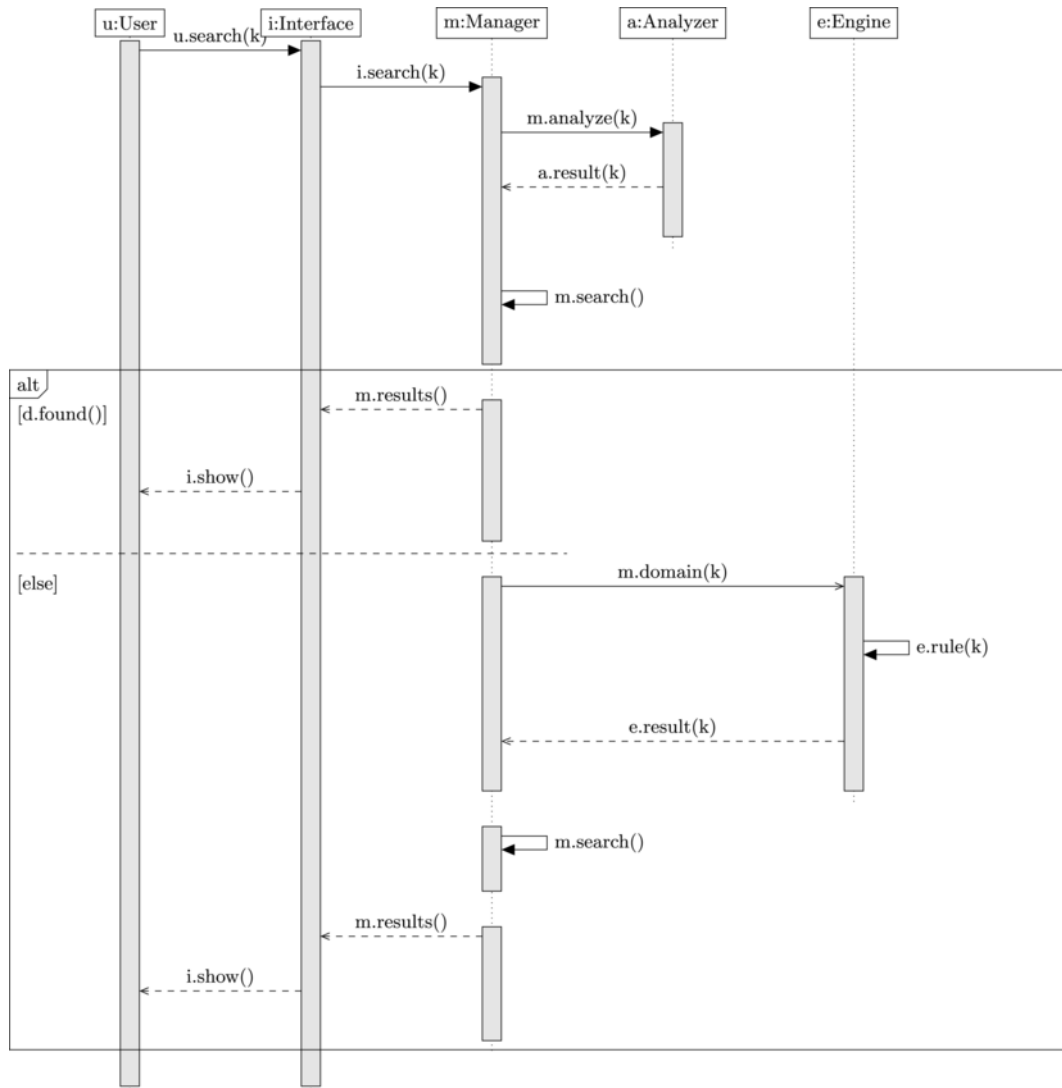 u:User
i:Interface
m:Manager
a:Analyzer
e:Engine
u.search(k)
i.search(k)
m.analyze(k)
a.result(k)
m.search()
alt
m.results()
[d.found()]
i.show()
[else]
m.domain(k)
e.rule(k)
e.result(k)
m.search()
m.results()
i.show()